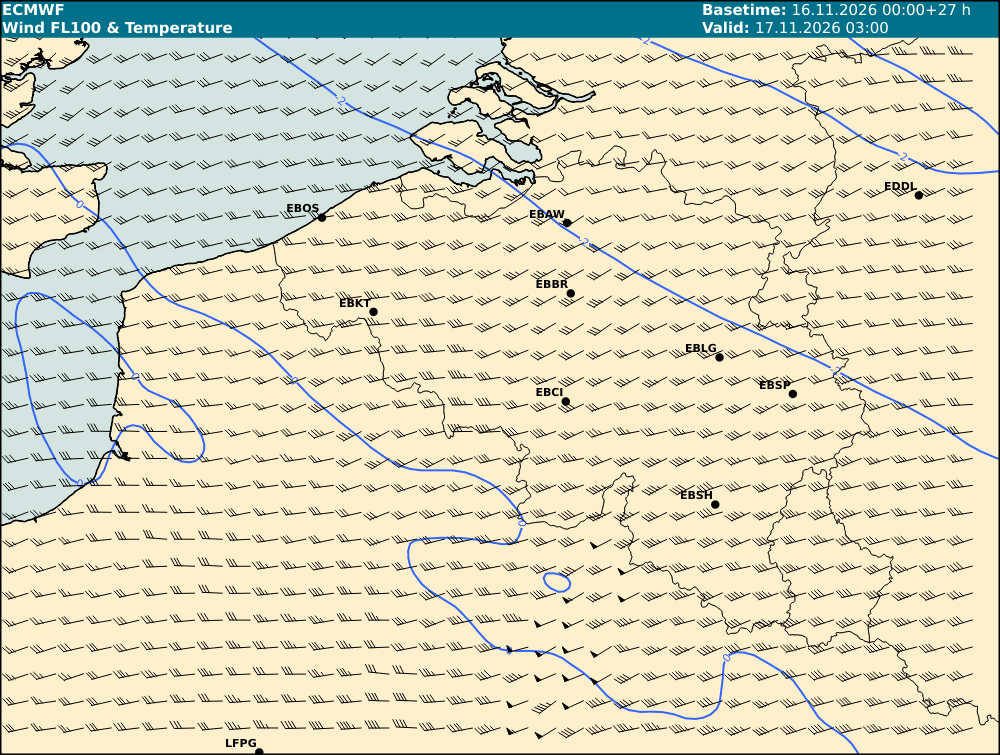 ECMWF
Basetime: 16.11.2026 00:00+27 h
Wind FL100 & Temperature
Valid: 17.11.2026 03:00
-2
-2
-2
EDDL
0
EBOS
EBAW
-2
EBBR
EBKT
EBLG
-2
0
0
EBSP
EBCI
0
EBSH
0
0
0
LFPG